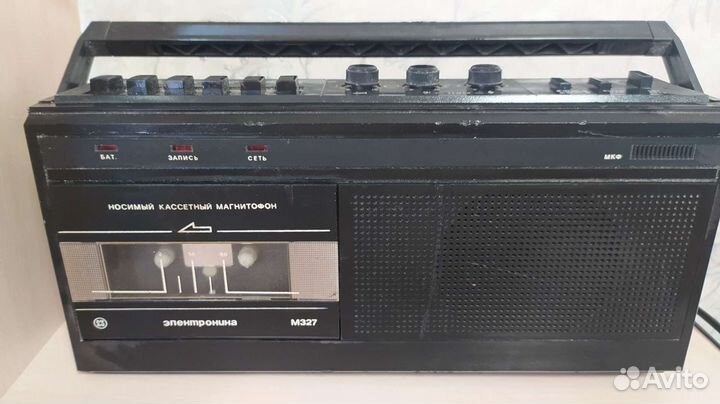 БАТ. ЗАПИСЬ СЕТЬ МКФ
НОСИМЫЙ КАССЕТНЫЙ МАГНИТОФОН
электроника М327
Avito